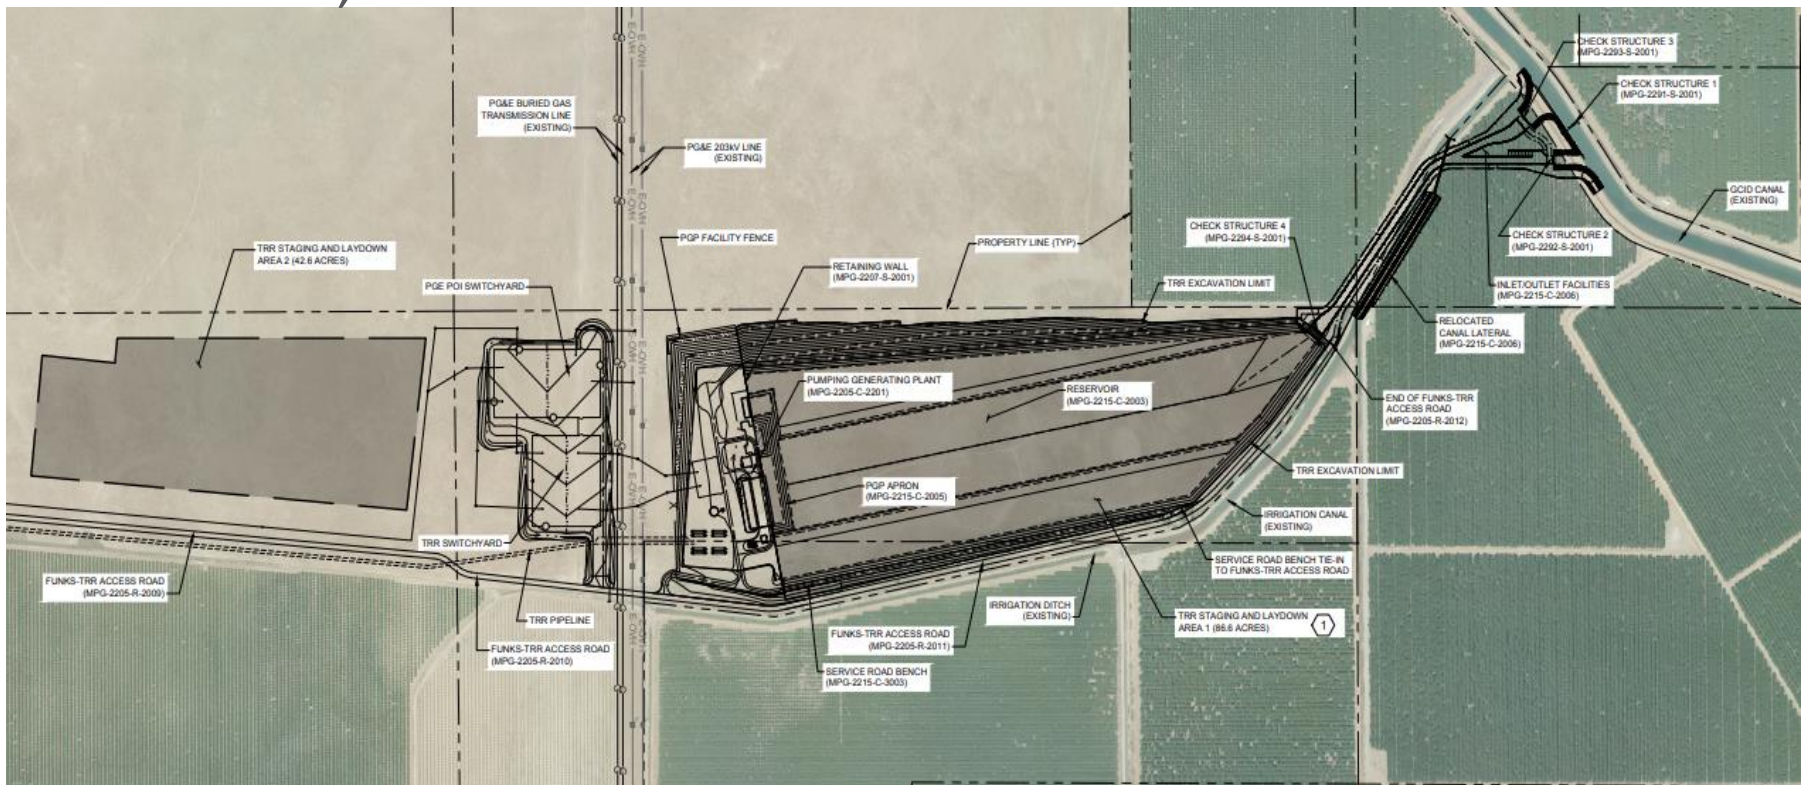 CHECK STRUCTURE 3
(MPG-2293-S-2001)
CHECK STRUCTURE 1
(MPG-2291-S-2001)
PG&E BURIED GAS
TRANSMISSION LINE
(EXISTING)
PG&E 203kV LINE
(EXISTING)
GCID CANAL
(EXISTING)
CHECK STRUCTURE 4
(MPG-2294-S-2001)
CHECK STRUCTURE 2
(MPG-2292-S-2001)
PGP FACILITY FENCE
PROPERTY LINE (TYP)
TRR STAGING AND LAYDOWN
AREA 2 (42.6 ACRES)
RETAINING WALL
(MPG-2207-S-2001)
PGE POI SWITCHYARD
TRR EXCAVATION LIMIT
INLET/OUTLET FACILITIES
(MPG-2215-C-2006)
RELOCATED
CANAL LATERAL
(MPG-2215-C-2006)
PUMPING GENERATING PLANT
(MPG-2205-C-2201)
RESERVOIR
(MPG-2215-C-2003)
END OF FUNKS-TRR
ACCESS ROAD
(MPG-2205-R-2012)
TRR EXCAVATION LIMIT
PGP APRON
(MPG-2215-C-2005)
IRRIGATION CANAL
(EXISTING)
TRR SWITCHYARD
SERVICE ROAD BENCH TIE-IN
TO FUNKS-TRR ACCESS ROAD
FUNKS-TRR ACCESS ROAD
(MPG-2205-R-2009)
IRRIGATION DITCH
(EXISTING)
TRR PIPELINE
TRR STAGING AND LAYDOWN
AREA 1 (86.6 ACRES)
1
FUNKS-TRR ACCESS ROAD
(MPG-2205-R-2011)
FUNKS-TRR ACCESS ROAD
(MPG-2205-R-2010)
SERVICE ROAD BENCH
(MPG-2215-C-3003)